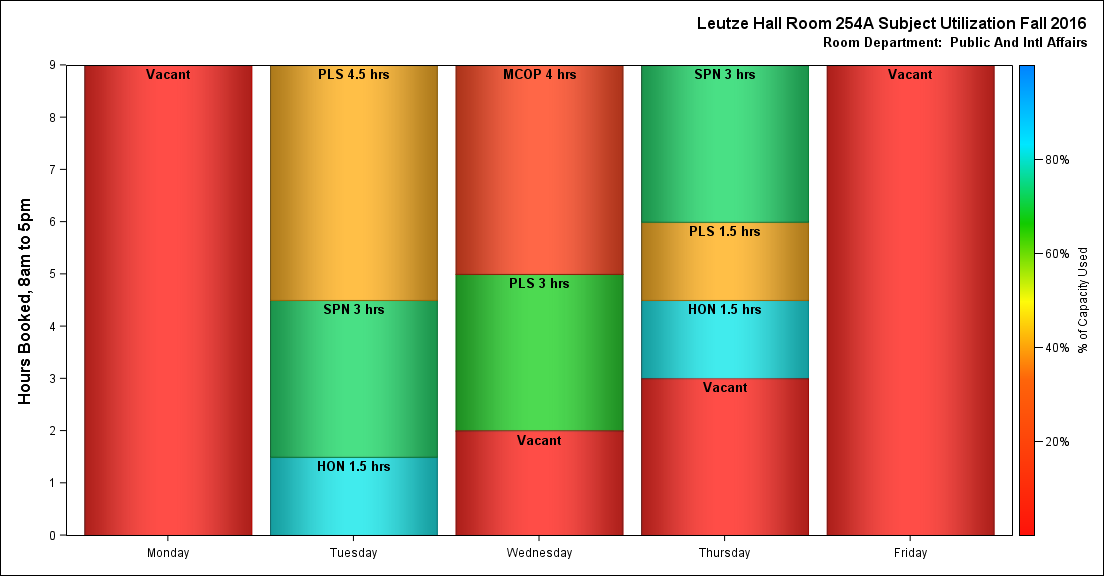 Leutze Hall Room 254A Subject Utilization Fall 2016
Room Department:  Public And Intl Affairs
Hours Booked, 8am to 5pm
9
8
7
6
5
4
3
2
1
0
Vacant
PLS 4.5 hrs
SPN 3 hrs
HON 1.5 hrs
MCOP 4 hrs
PLS 3 hrs
Vacant
SPN 3 hrs
PLS 1.5 hrs
HON 1.5 hrs
Vacant
Vacant
Monday
Tuesday
Wednesday
Thursday
Friday
80%
60%
40%
20%
% of Capacity Used